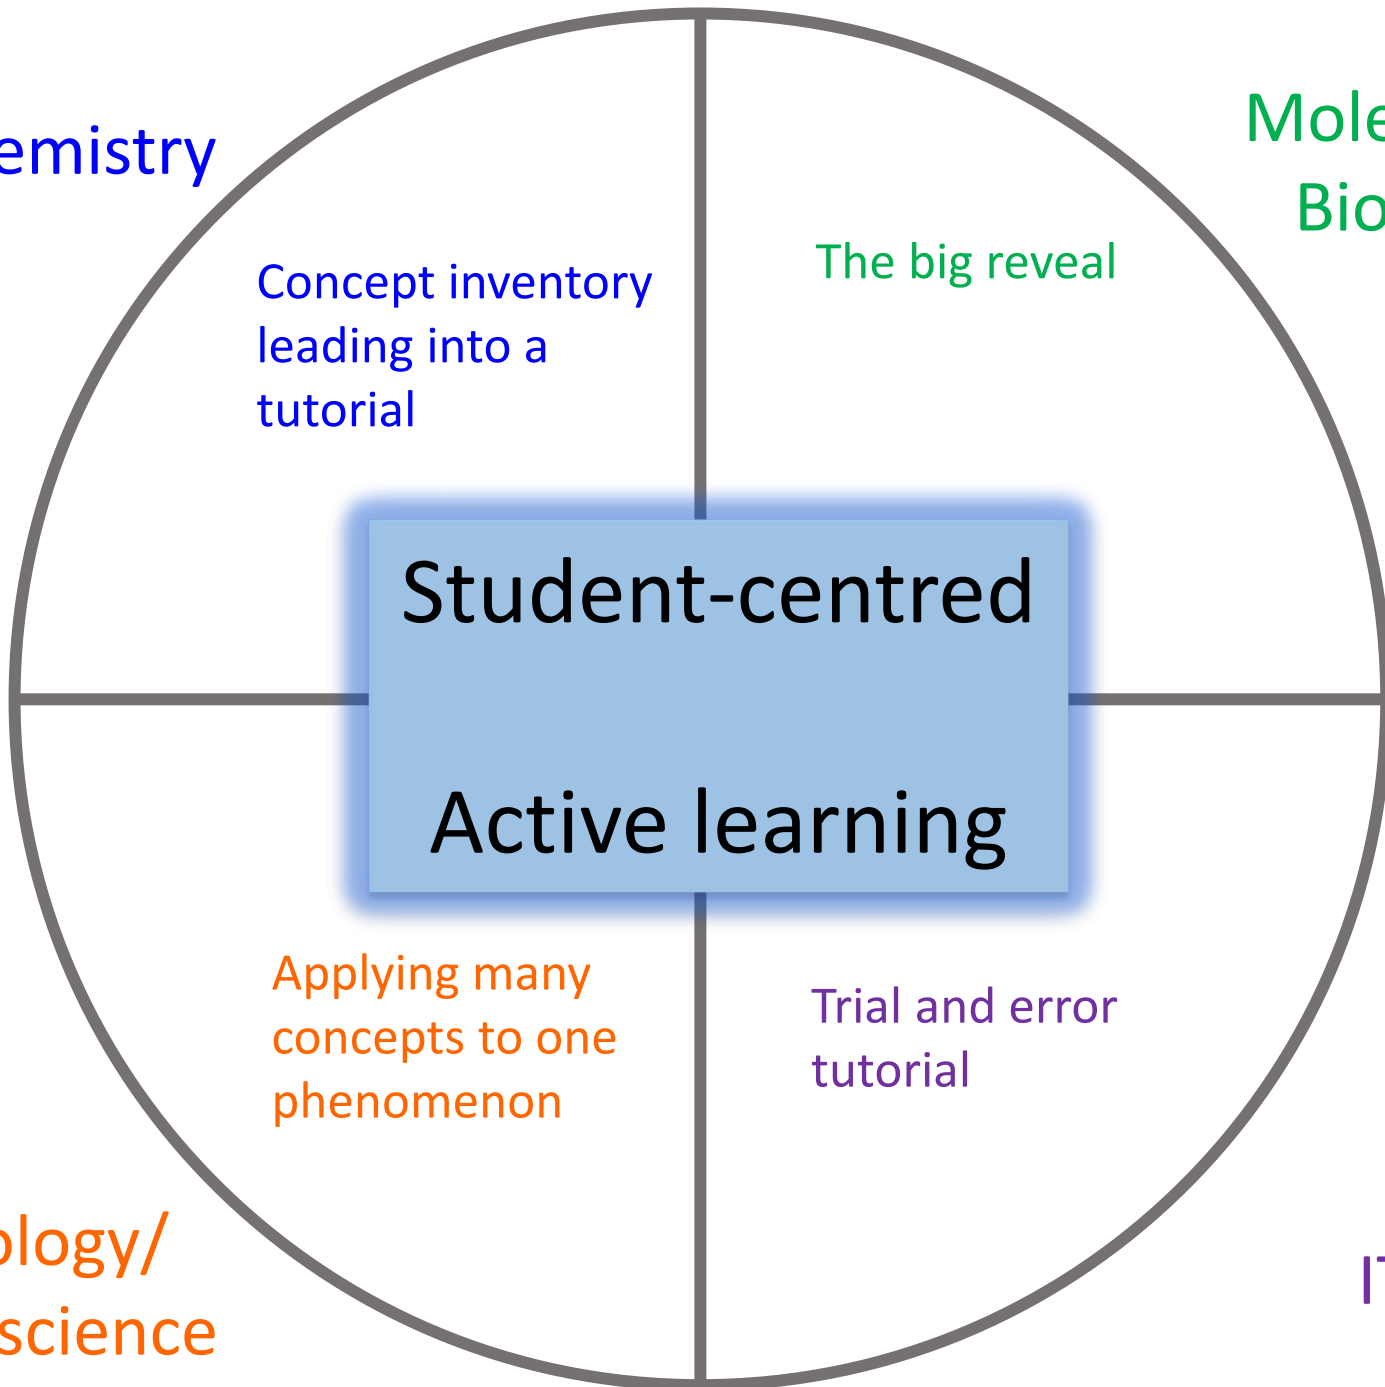 emistry
Mole
Bio
The big reveal
Concept inventory
leading into a
tutorial
Student-centred
Active learning
Applying many
concepts to one
phenomenon
Trial and error
tutorial
ology/
science
IT